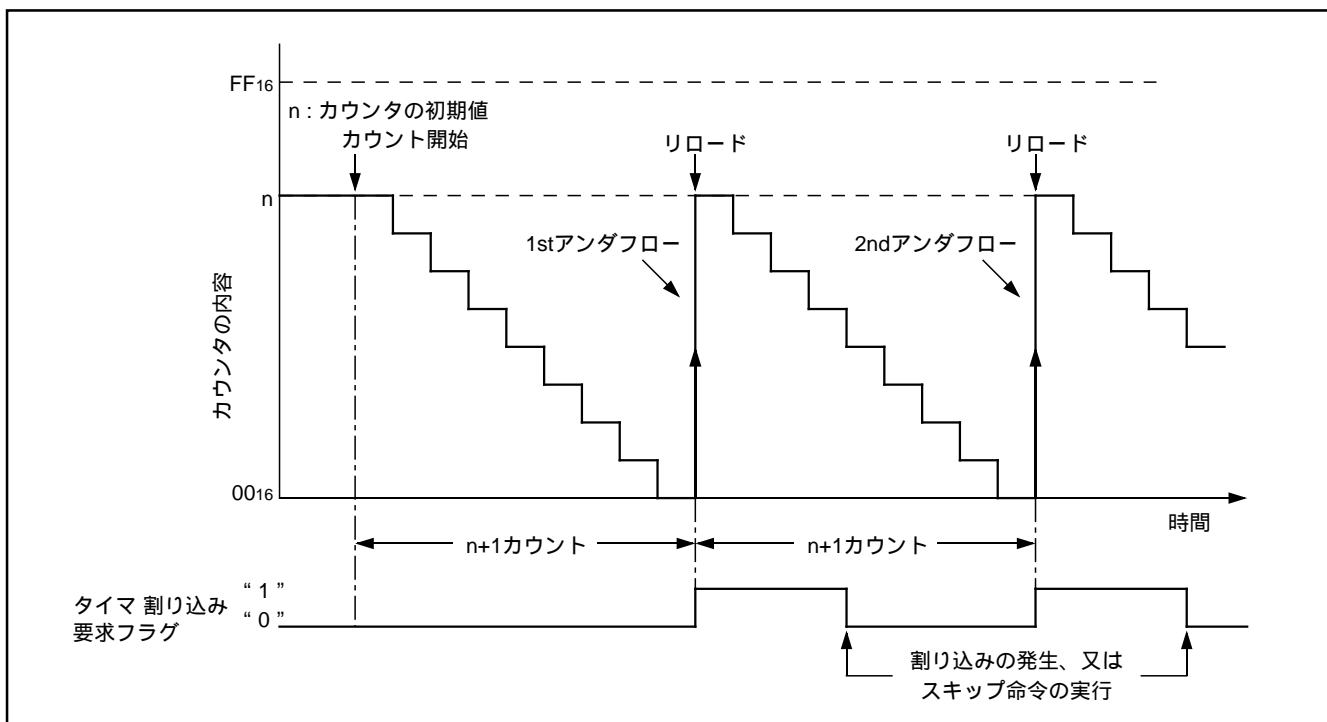 FF16
n : カウンタの初期値
カウント開始
リロード
リロード
n
1stアンダフロー
2ndアンダフロー
カウンタの内容
0016
時間
n+1カウント
n+1カウント
タイマ 割り込み
要求フラグ
“ 1 ”
“ 0 ”
割り込みの発生、又は
スキップ命令の実行